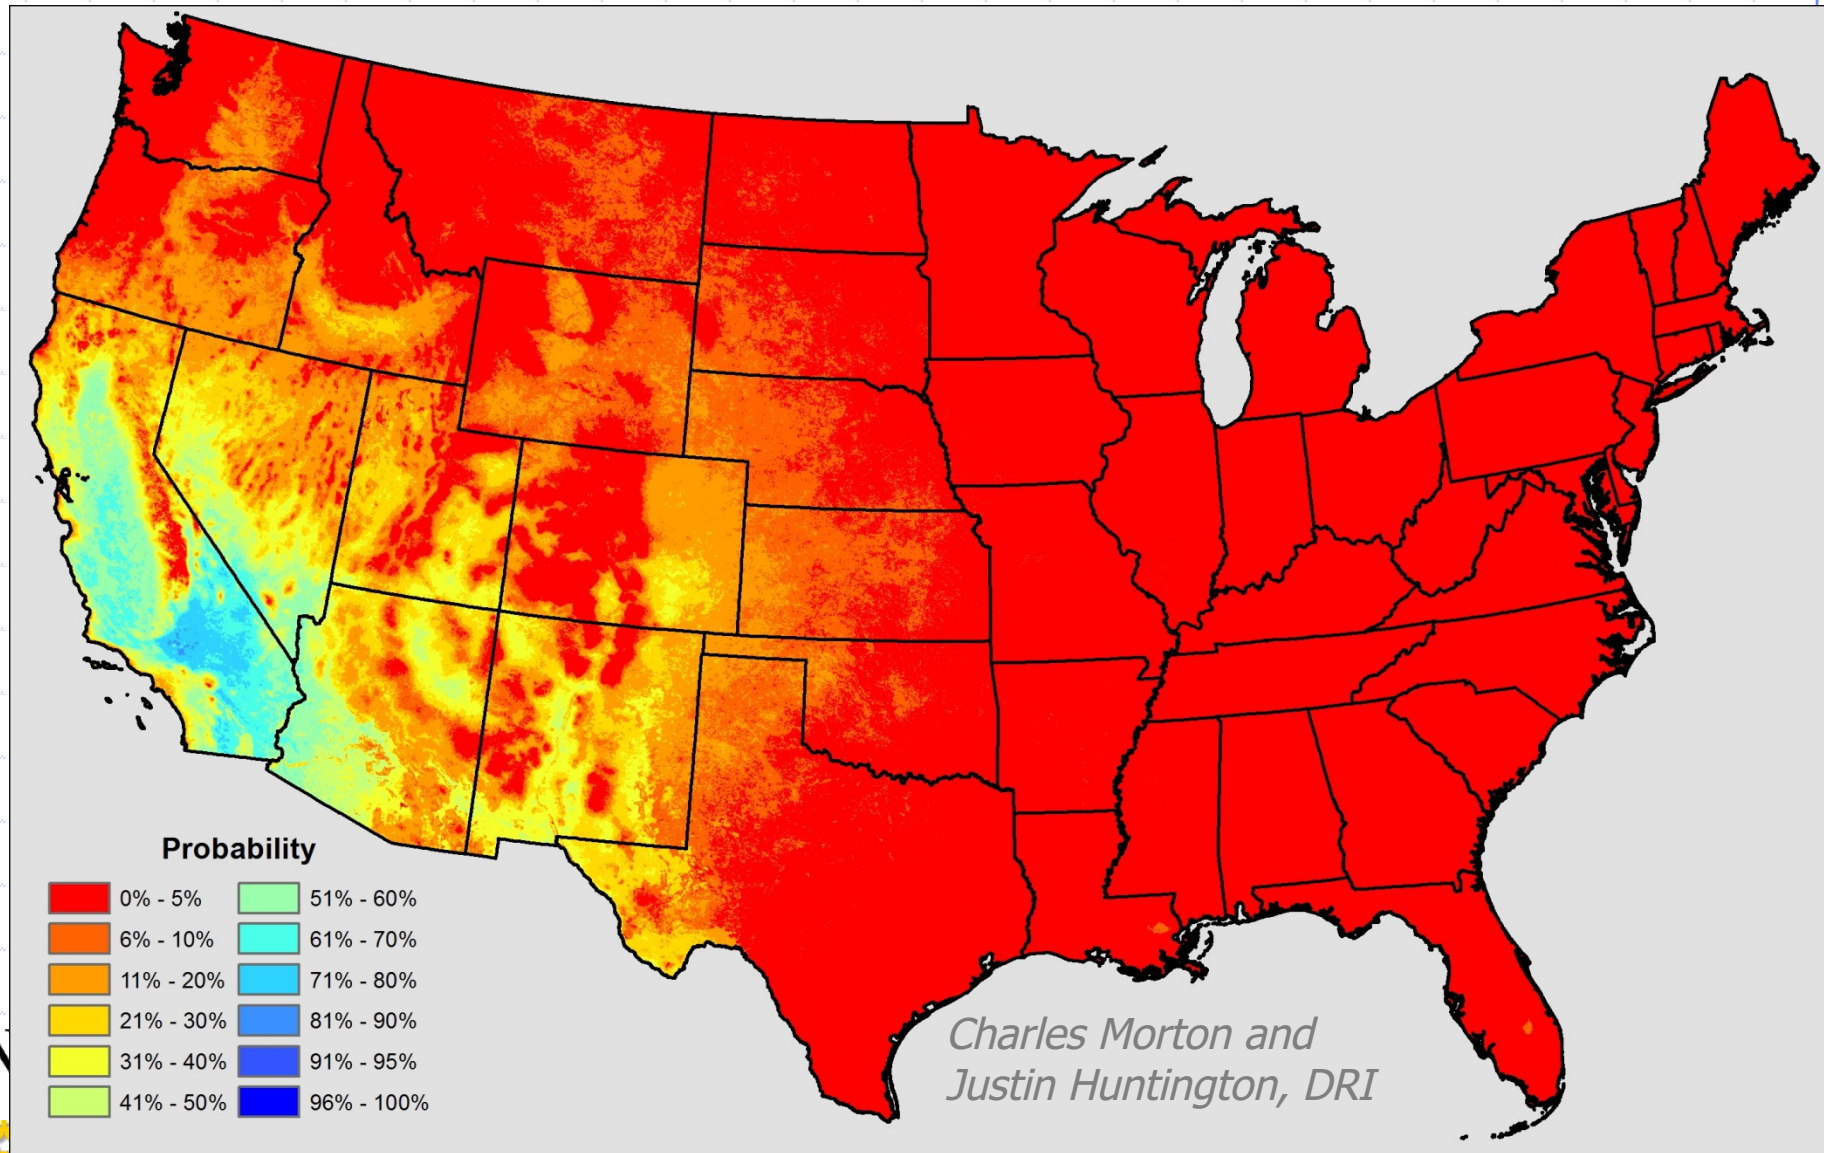 Probability
0% - 5%
6% - 10%
11% - 20%
21% - 30%
31% - 40%
41% - 50%
51% - 60%
61% - 70%
71% - 80%
81% - 90%
91% - 95%
96% - 100%
Charles Morton and
Justin Huntington, DRI